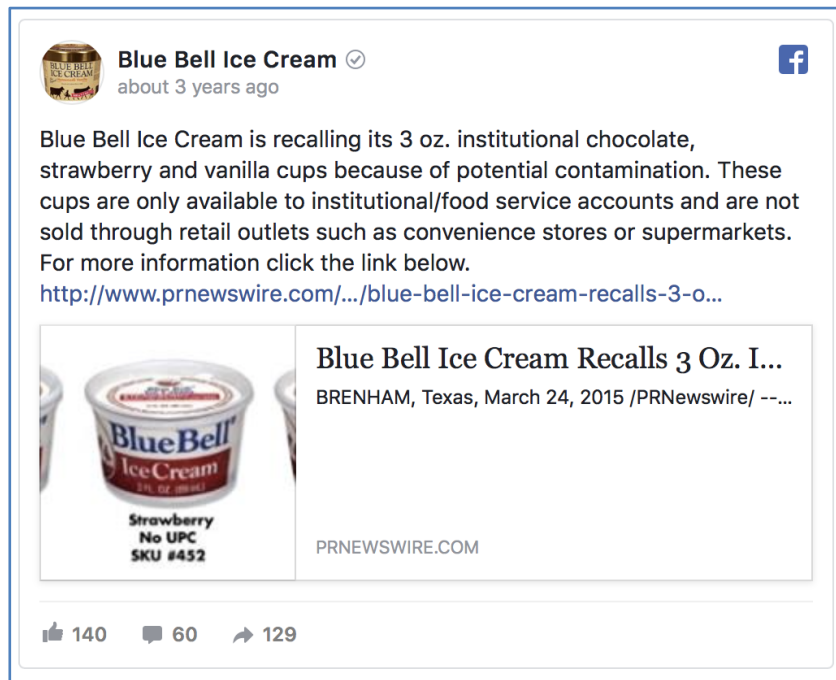 BLUE BELL
ICE CREAM
Blue Bell Ice Cream
about 3 years ago
Blue Bell Ice Cream is recalling its 3 oz. institutional chocolate,
strawberry and vanilla cups because of potential contamination. These
cups are only available to institutional/food service accounts and are not
sold through retail outlets such as convenience stores or supermarkets.
For more information click the link below.
http://www.prnewswire.com/.../blue-bell-ice-cream-recalls-3-o...
Blue Bell Ice Cream Recalls 3 Oz. I...
BRENHAM, Texas, March 24, 2015 /PRNewswire/ --...
PRNEWSWIRE.COM
Blue Bell
Ice Cream
Strawberry
No UPC
SKU #452
140 60 129